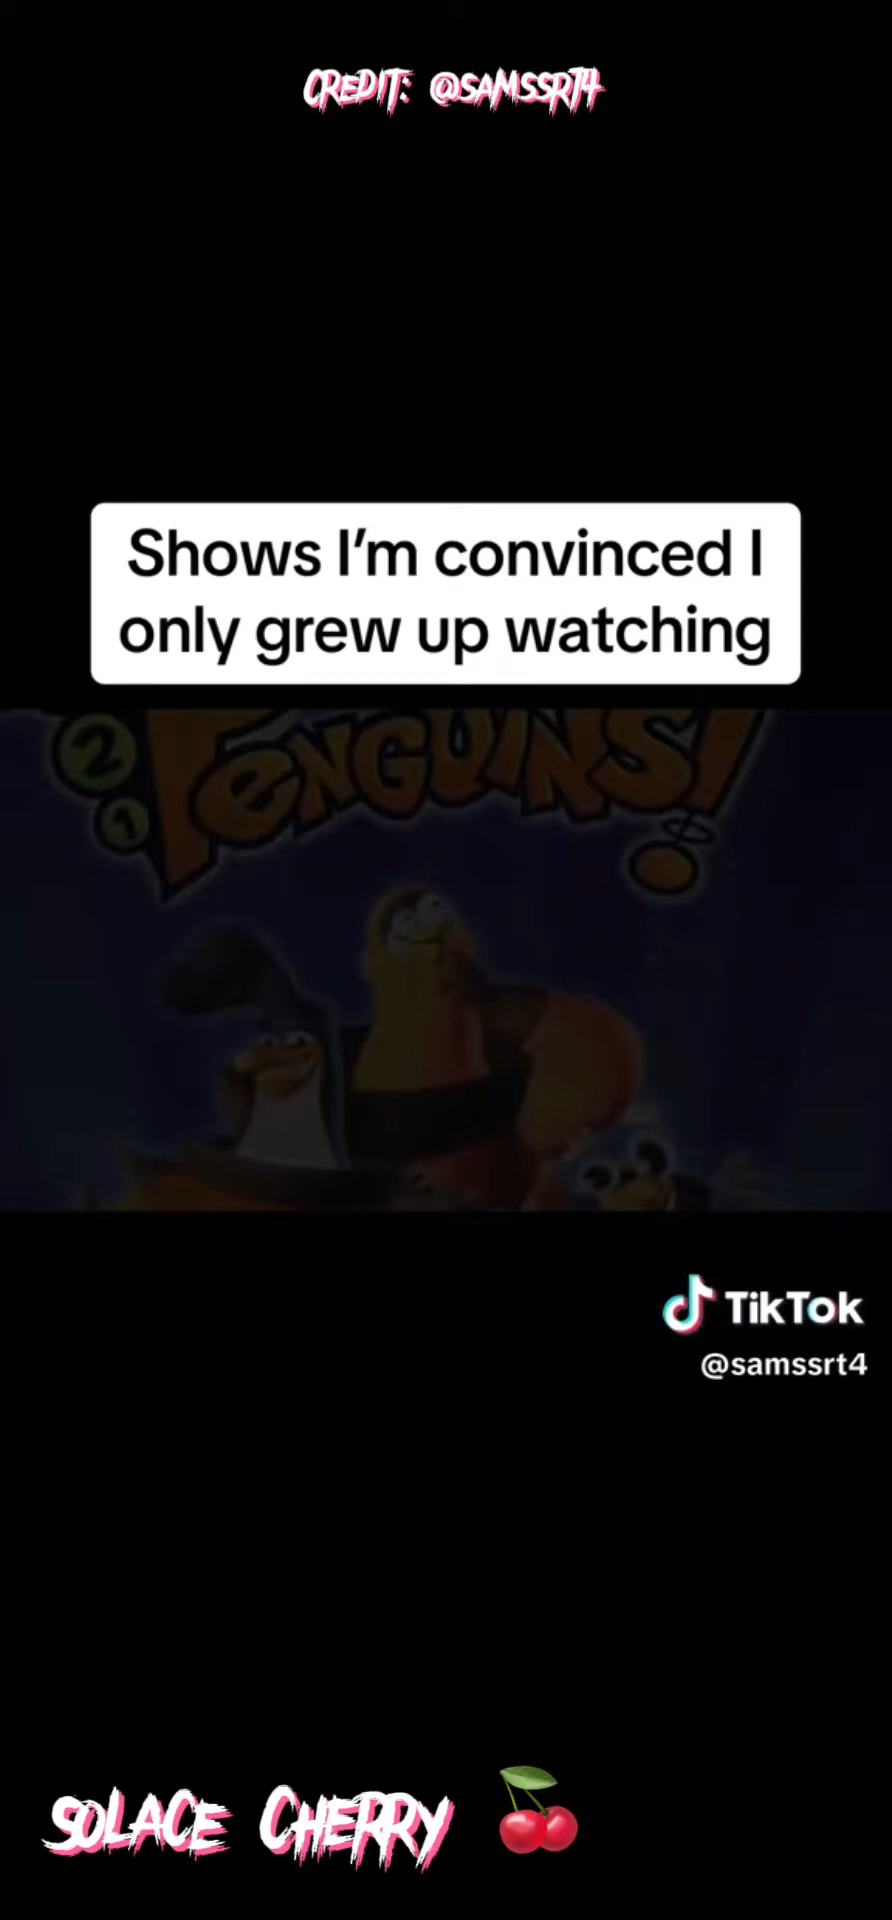 CREDIT: @SAMSSRT4
Shows I’m convinced I
only grew up watching
2
1
PENGUINS!
TikTok
@samssrt4
SOLACE CHERRY